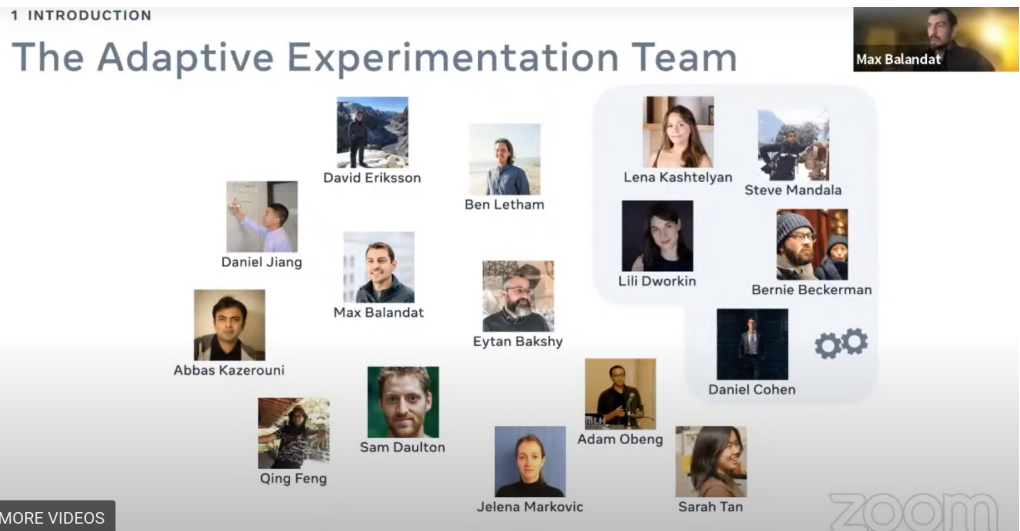 1 INTRODUCTION
The Adaptive Experimentation Team
Max Balandat
David Eriksson
Ben Letham
Lena Kashtelyan
Steve Mandala
Daniel Jiang
Max Balandat
Eytan Bakshy
Lili Dworkin
Bernie Beckerman
Abbas Kazerouni
Daniel Cohen
Sam Daulton
Adam Obeng
MLH
Qing Feng
Jelena Markovic
Sarah Tan
MORE VIDEOS
zoom